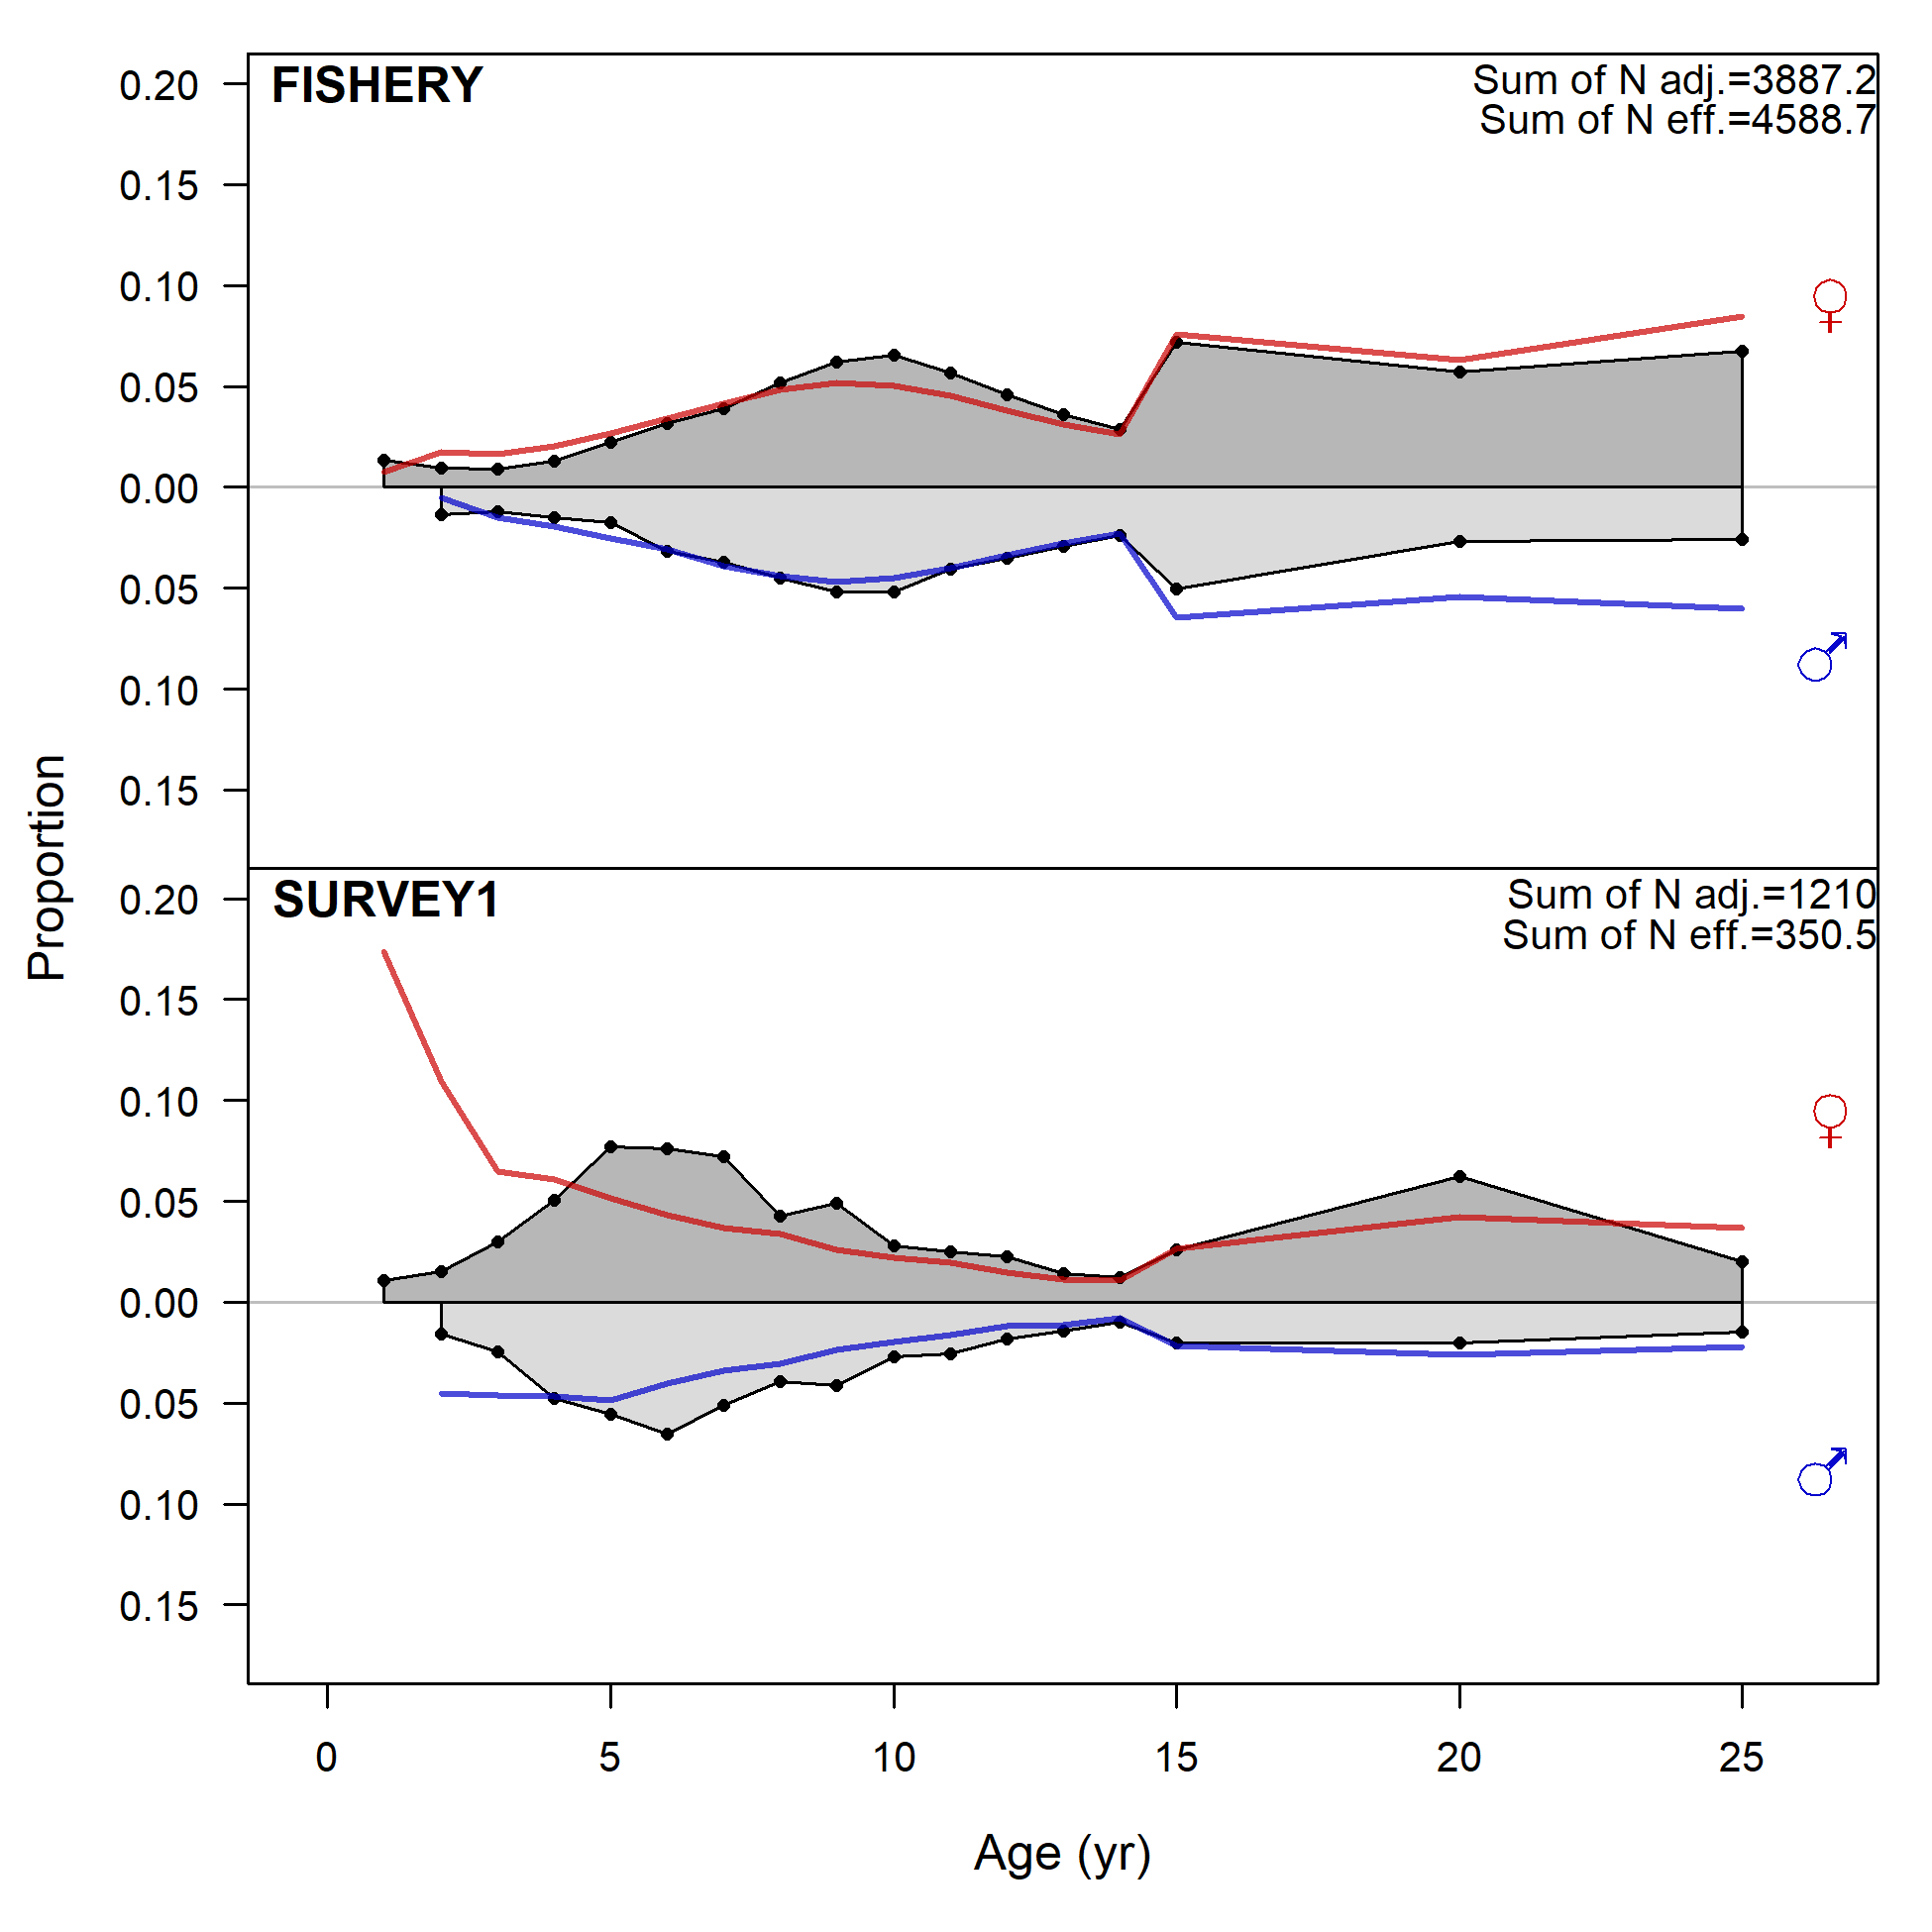 FISHERY
Sum of N adj.=3887.2
Sum of N eff.=4588.7
0.20
0.15
0.10
0.05
0.00
0.05
0.10
0.15
♀
♂
Proportion
SURVEY1
Sum of N adj.=1210
Sum of N eff.=350.5
0.20
0.15
0.10
0.05
0.00
0.05
0.10
0.15
♀
♂
0 5 10 15 20 25
Age (yr)